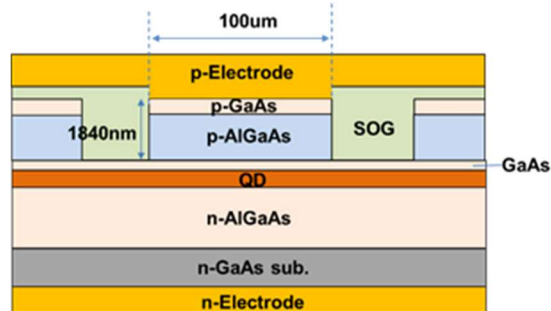 100um
p-Electrode
p-GaAs
1840nm
p-AlGaAs
SOG
GaAs
QD
n-AlGaAs
n-GaAs sub.
n-Electrode